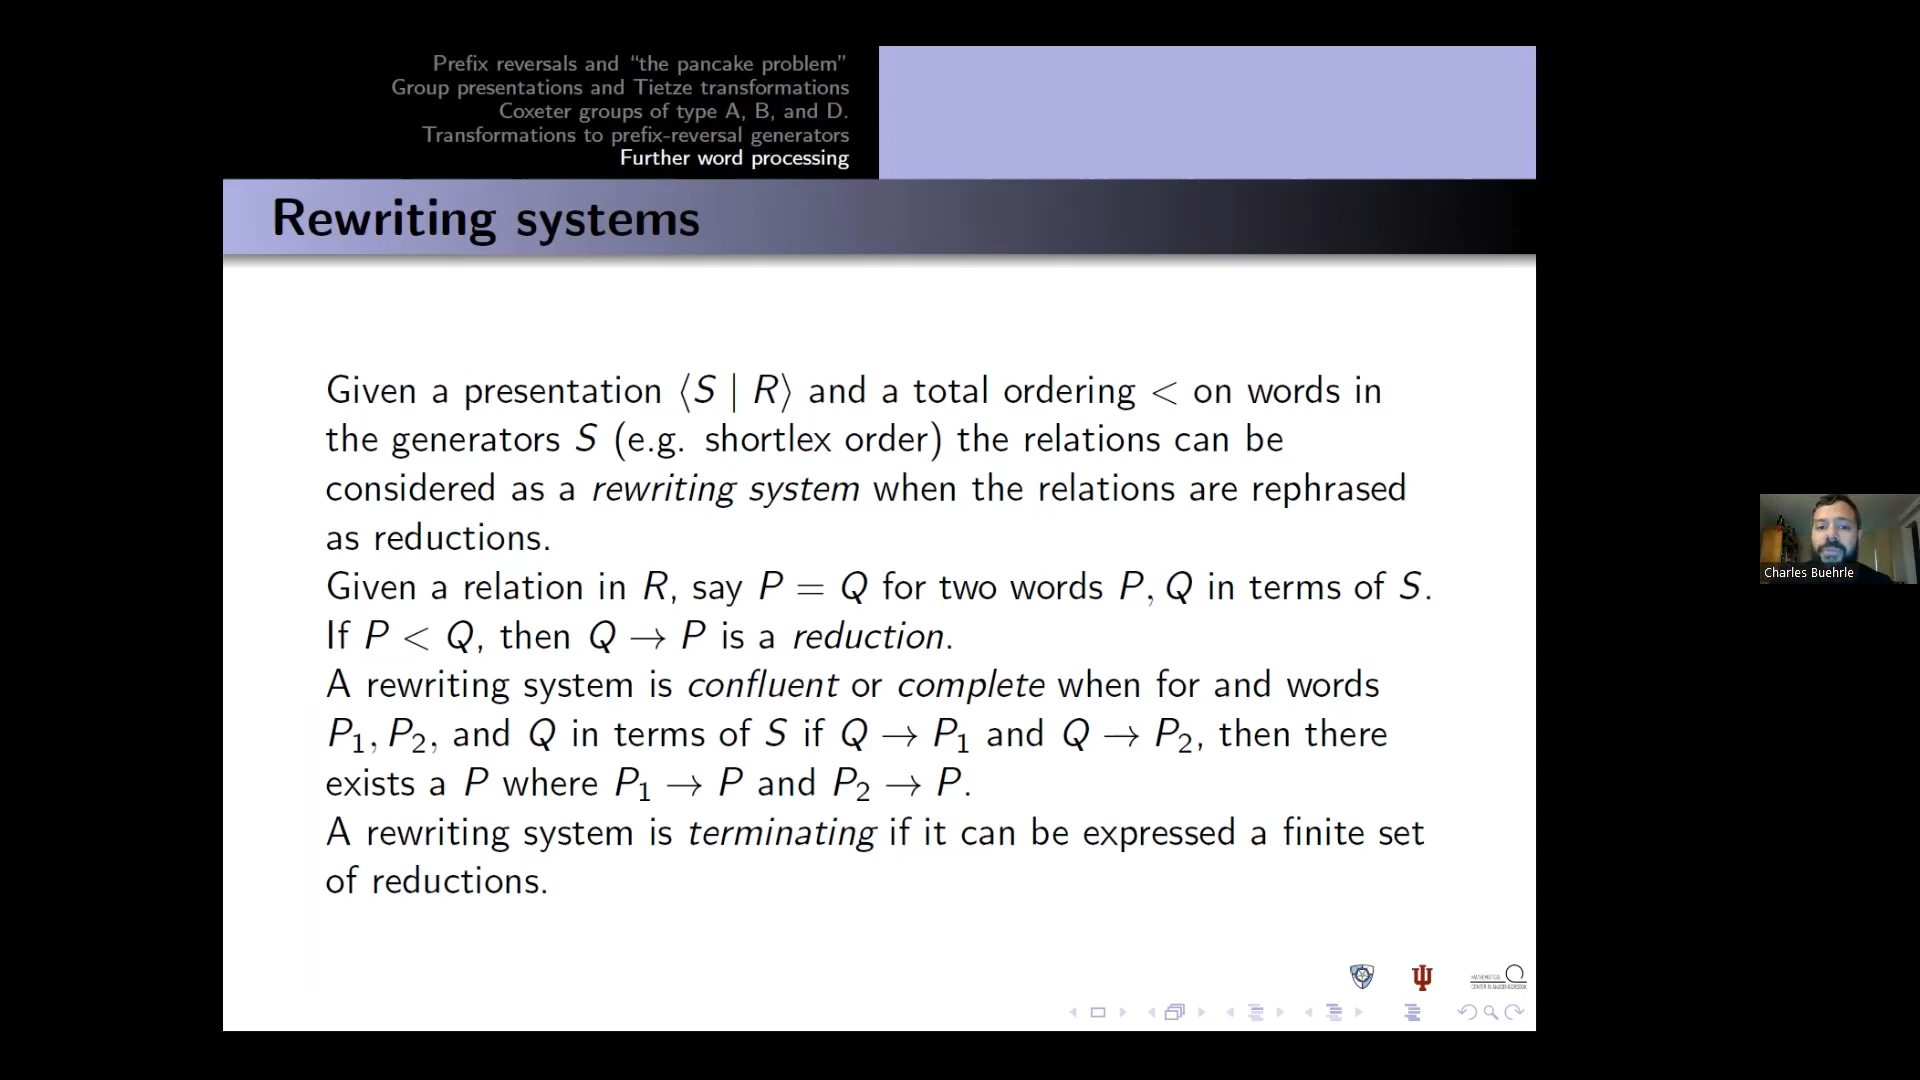 Prefix reversals and “the pancake problem”
Group presentations and Tietze transformations
Coxeter groups of type A, B, and D.
Transformations to prefix-reversal generators
Further word processing
Rewriting systems
Given a presentation ⟨S | R⟩ and a total ordering < on words in
the generators S (e.g. shortlex order) the relations can be
considered as a rewriting system when the relations are rephrased
as reductions.
Given a relation in R, say P = Q for two words P, Q in terms of S.
If P < Q, then Q → P is a reduction.
A rewriting system is confluent or complete when for and words
P₁, P₂, and Q in terms of S if Q → P₁ and Q → P₂, then there
exists a P where P₁ → P and P₂ → P.
A rewriting system is terminating if it can be expressed a finite set
of reductions.
Charles Buehrle